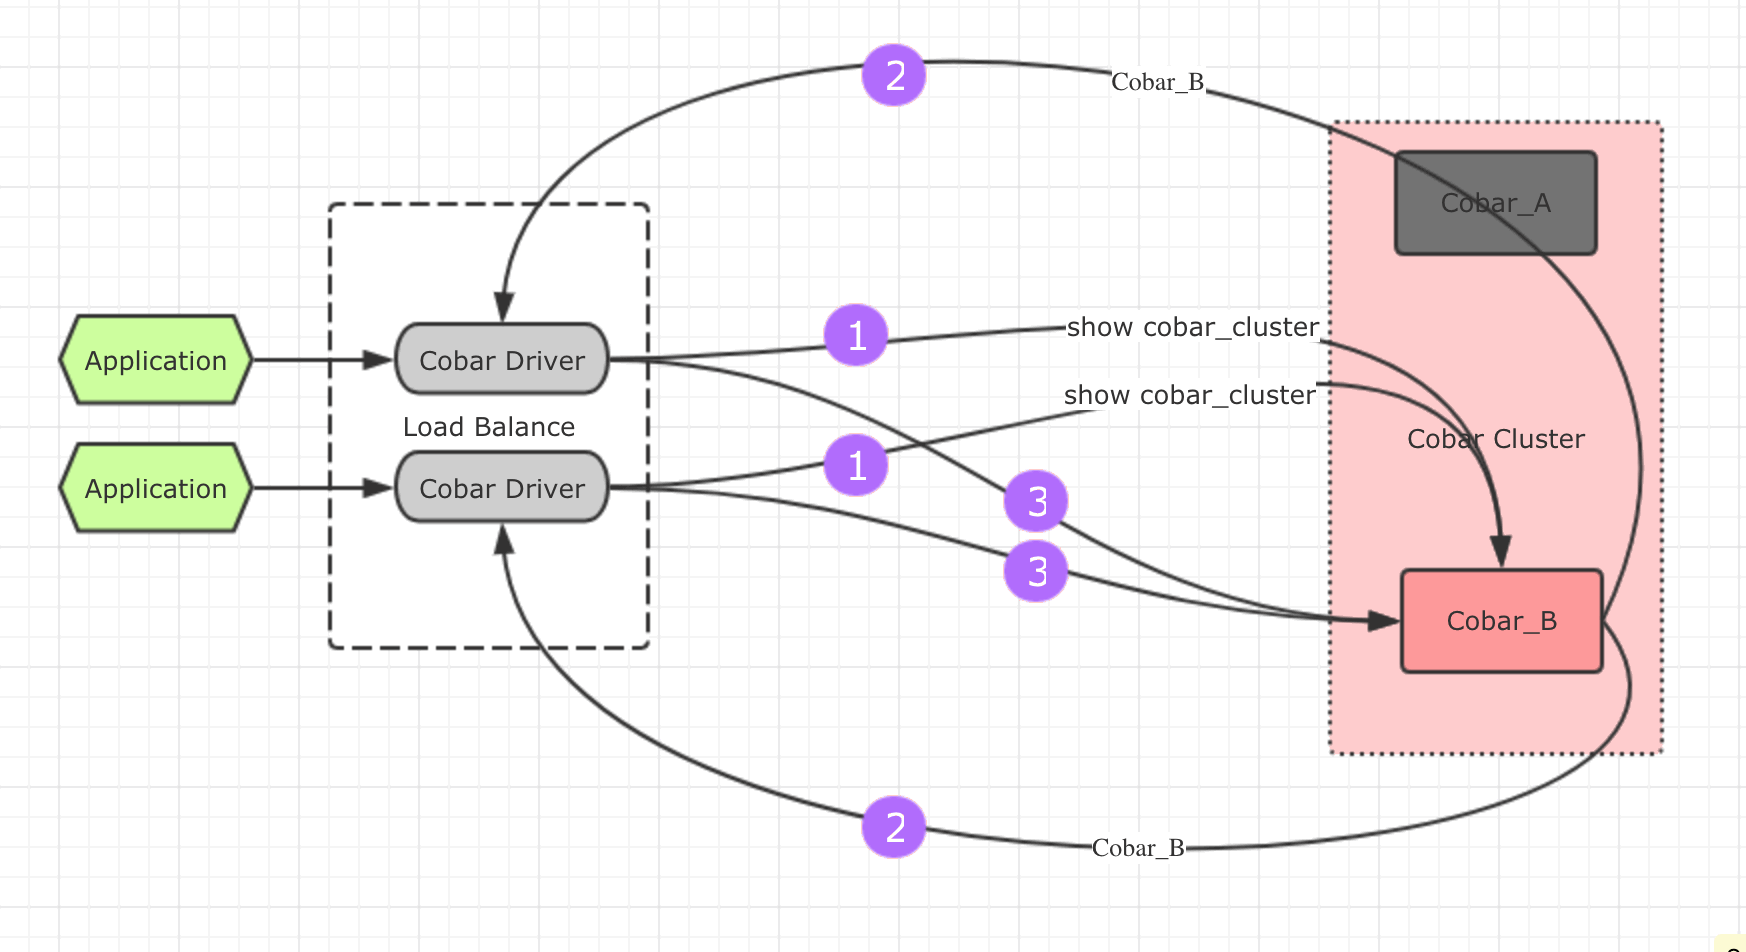 2
Cobar_B
Cobar_A
1
show cobar_cluster
Application
Cobar Driver
show cobar_cluster
Load Balance
Cobar Cluster
1
Application
Cobar Driver
3
3
Cobar_B
2
Cobar_B